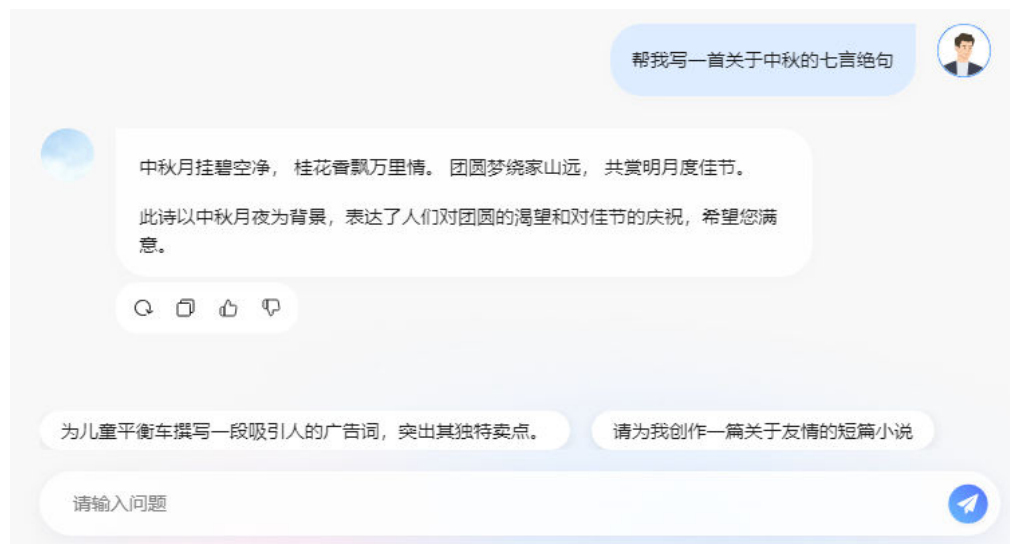 帮我写一首关于中秋的七言绝句
中秋月挂碧空净， 桂花香飘万里情。 团圆梦绕家山远， 共赏明月度佳节。
此诗以中秋月夜为背景，表达了人们对团圆的渴望和对佳节的庆祝，希望您满
意。
为儿童平衡车撰写一段吸引人的广告词，突出其独特卖点。
请为我创作一篇关于友情的短篇小说
请输入问题